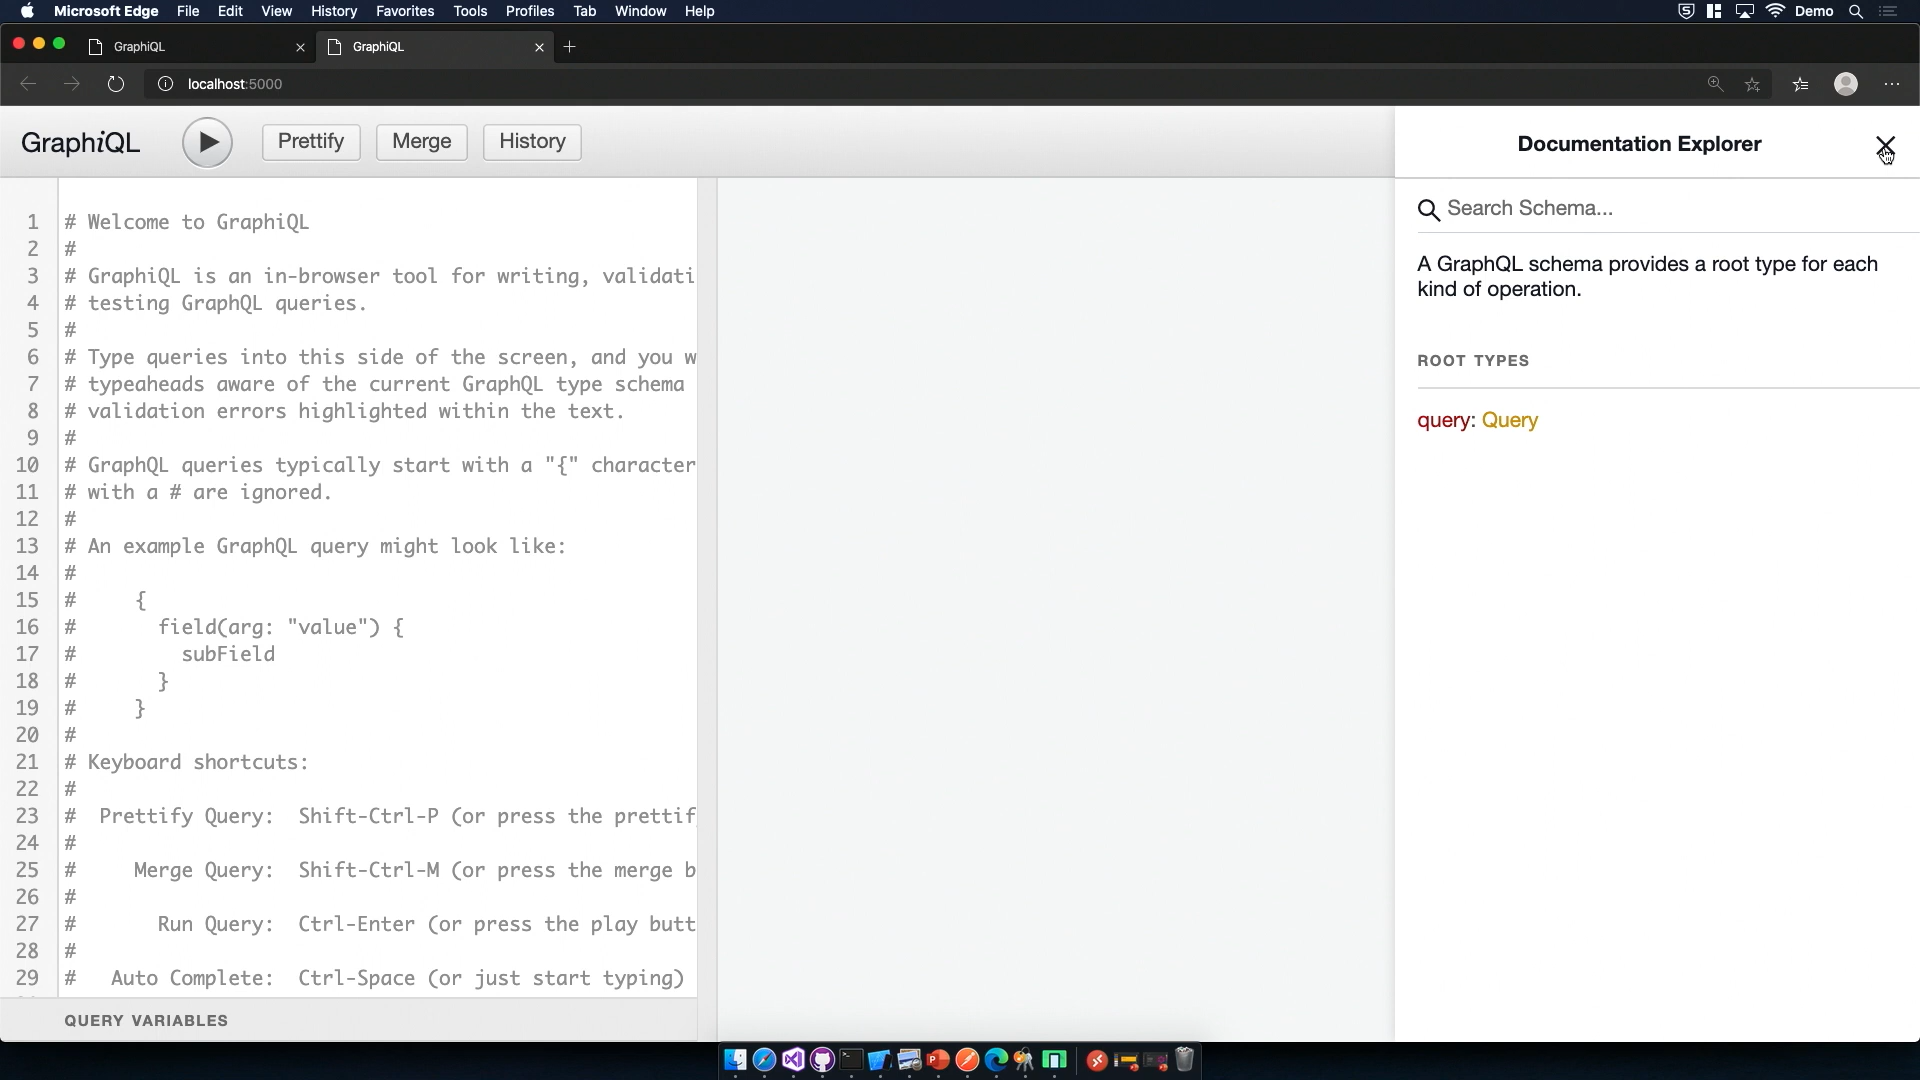 Microsoft Edge File Edit View History Favorites Tools Profiles Tab Window Help Demo
GraphiQL GraphiQL
localhost:5000
GraphiQL Prettify Merge History
Documentation Explorer
Search Schema...
A GraphQL schema provides a root type for each
kind of operation.
ROOT TYPES
query: Query
1 # Welcome to GraphiQL
2 #
3 # GraphiQL is an in-browser tool for writing, validati
4 # testing GraphQL queries.
5 #
6 # Type queries into this side of the screen, and you w
7 # typeaheads aware of the current GraphQL type schema
8 # validation errors highlighted within the text.
9 #
10 # GraphQL queries typically start with a "{" character
11 # with a # are ignored.
12 #
13 # An example GraphQL query might look like:
14 #
15 # {
16 # field(arg: "value") {
17 # subField
18 # }
19 # }
20 #
21 # Keyboard shortcuts:
22 #
23 # Prettify Query: Shift-Ctrl-P (or press the prettif
24 #
25 # Merge Query: Shift-Ctrl-M (or press the merge b
26 #
27 # Run Query: Ctrl-Enter (or press the play butt
28 #
29 # Auto Complete: Ctrl-Space (or just start typing)
QUERY VARIABLES